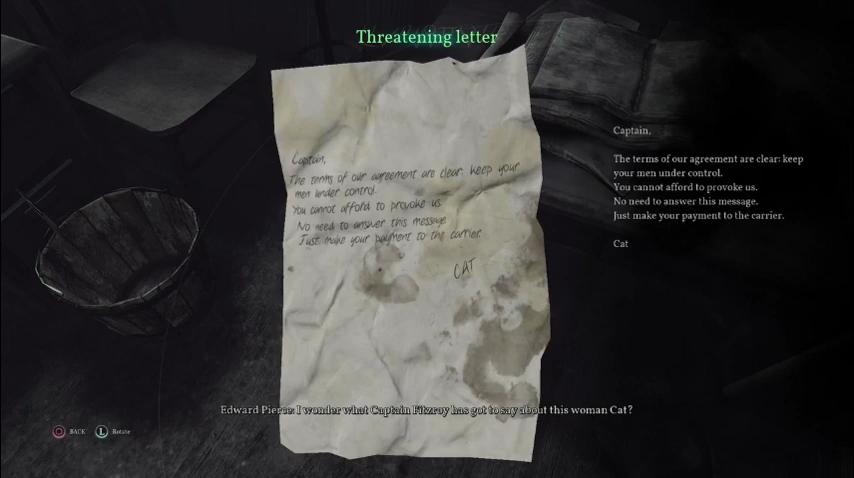 Threatening letter
Captain,
The terms of our agreement are clear: keep your
men under control.
You cannot afford to provoke us.
No need to answer this message
Just make your payment to the carrier.
CAT
Captain,
The terms of our agreement are clear: keep
your men under control.
You cannot afford to provoke us.
No need to answer this message.
Just make your payment to the carrier.
Cat
Edward Pierce: I wonder what Captain Fitzroy has got to say about this woman Cat?
BACK L Rotate